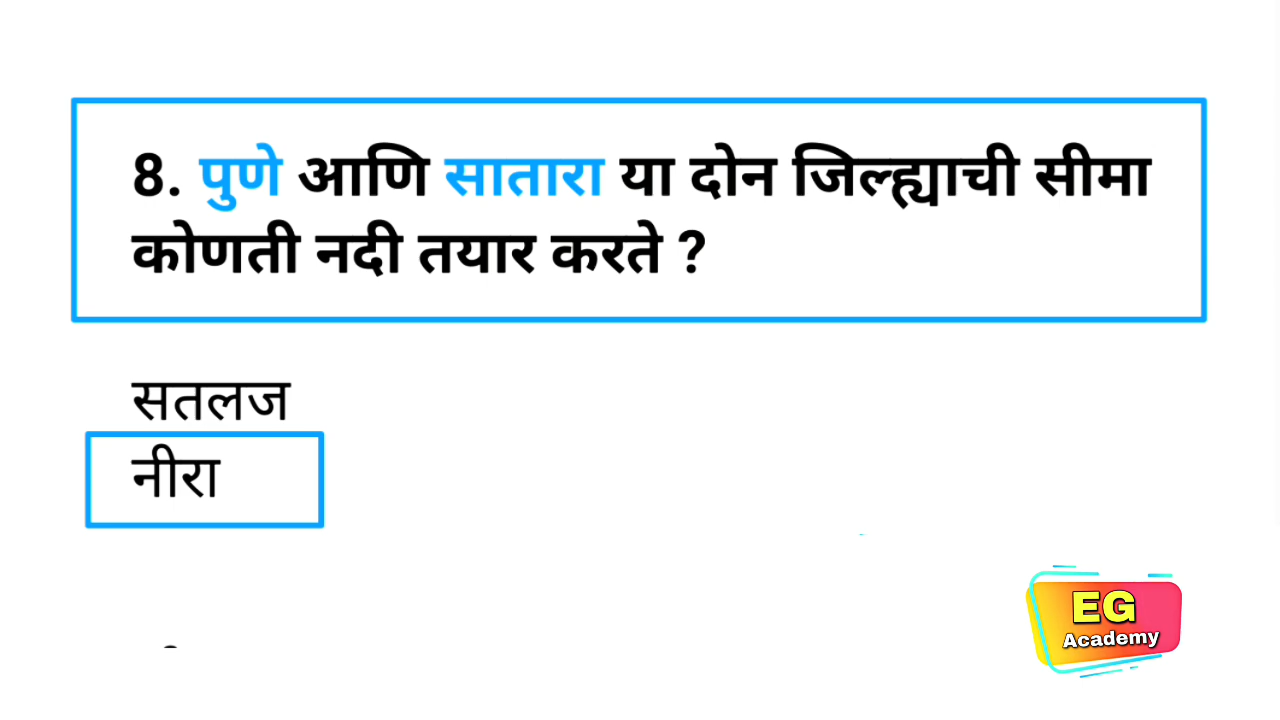 8. पुणे आणि सातारा या दोन जिल्ह्याची सीमा
कोणती नदी तयार करते ?
सतलज
नीरा
EG
Academy